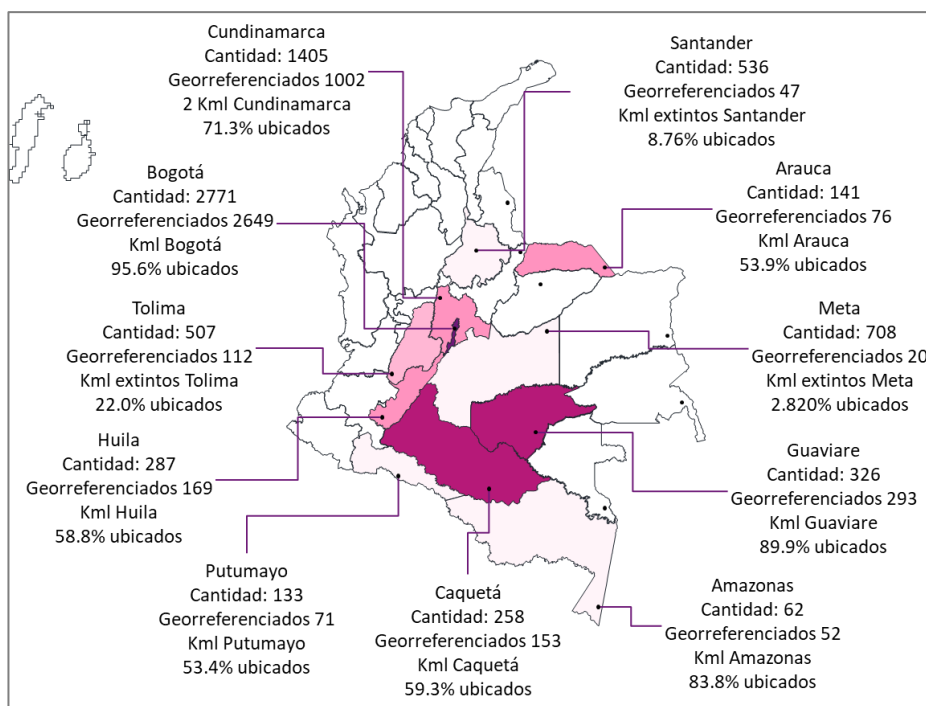 Cundinamarca
Cantidad: 1405
Georreferenciados 1002
2 Kml Cundinamarca
71.3% ubicados
Santander
Cantidad: 536
Georreferenciados 47
Kml extintos Santander
8.76% ubicados
Bogotá
Cantidad: 2771
Georreferenciados 2649
Kml Bogotá
95.6% ubicados
Arauca
Cantidad: 141
Georreferenciados 76
Kml Arauca
53.9% ubicados
Tolima
Cantidad: 507
Georreferenciados 112
Kml extintos Tolima
22.0% ubicados
Meta
Cantidad: 708
Georreferenciados 20
Kml extintos Meta
2.820% ubicados
Huila
Cantidad: 287
Georreferenciados 169
Kml Huila
58.8% ubicados
Guaviare
Cantidad: 326
Georreferenciados 293
Kml Guaviare
89.9% ubicados
Putumayo
Cantidad: 133
Georreferenciados 71
Kml Putumayo
53.4% ubicados
Caquetá
Cantidad: 258
Georreferenciados 153
Kml Caquetá
59.3% ubicados
Amazonas
Cantidad: 62
Georreferenciados 52
Kml Amazonas
83.8% ubicados